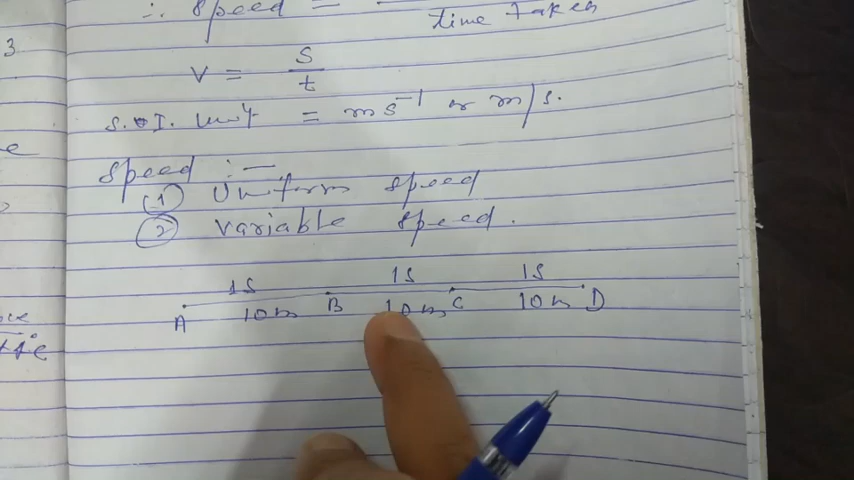 3
∴ Speed =
time taken
V = S/t
S.I. Unit = ms⁻¹ or m/s.
e
Speed :—
(1) Uniform speed
(2) variable speed.
1S 1S 1S
A 10m B 10m C 10m D